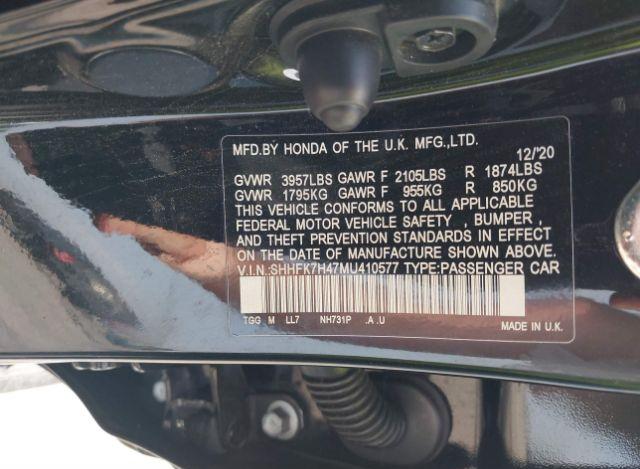 MFD.BY HONDA OF THE U.K. MFG.,LTD.
12/'20
GVWR 3957LBS GAWR F 2105LBS R 1874LBS
GVWR 1795KG GAWR F 955KG R 850KG
THIS VEHICLE CONFORMS TO ALL APPLICABLE
FEDERAL MOTOR VEHICLE SAFETY , BUMPER ,
AND THEFT PREVENTION STANDARDS IN EFFECT
ON THE DATE OF MANUFACTURE SHOWN ABOVE.
V.I.N.:SHHFK7H47MU410577 TYPE:PASSENGER CAR
TGG M LL7 NH731P .A .U
MADE IN U.K.